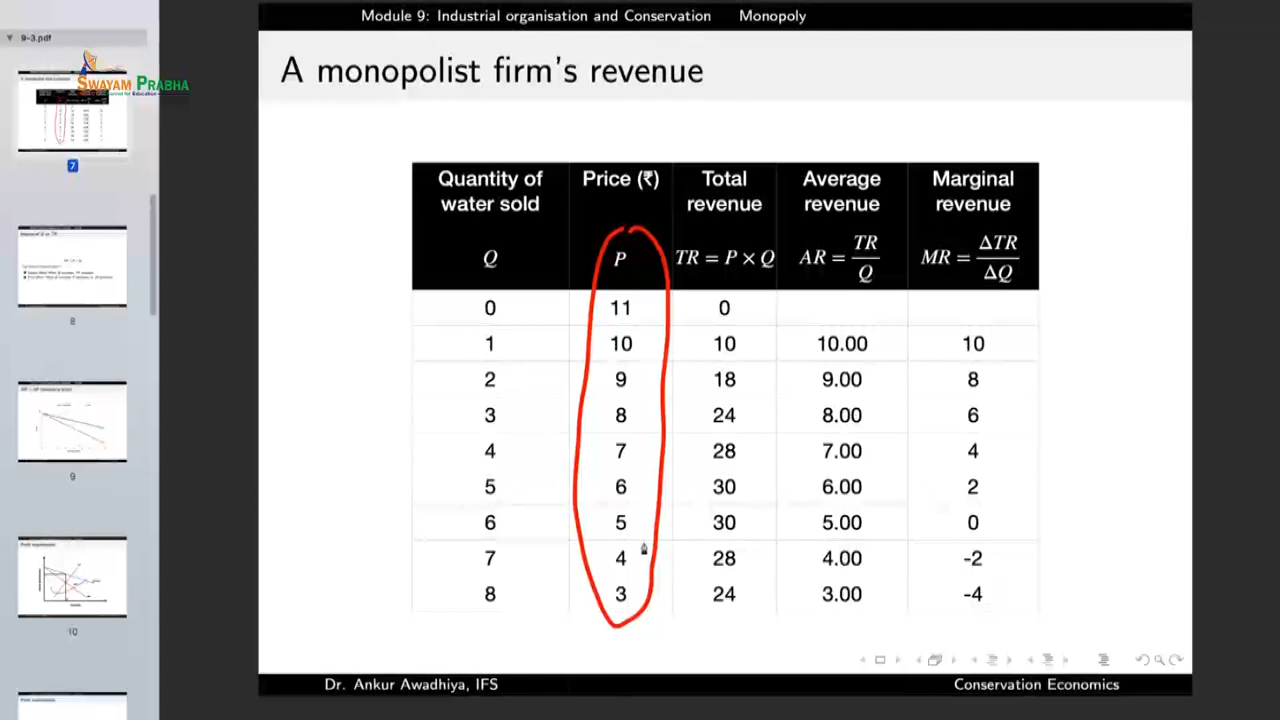 Module 9: Industrial organisation and Conservation Monopoly
9-3.pdf
SWAYAM PRABHA
A monopolist firm's revenue
Quantity of water sold Price (₹) Total revenue Average revenue Marginal revenue
Q P TR = P × Q AR = TR/Q MR = ΔTR/ΔQ
0 11 0
1 10 10 10.00 10
2 9 18 9.00 8
3 8 24 8.00 6
4 7 28 7.00 4
5 6 30 6.00 2
6 5 30 5.00 0
7 4 28 4.00 -2
8 3 24 3.00 -4
7
8
9
10
Dr. Ankur Awadhiya, IFS Conservation Economics